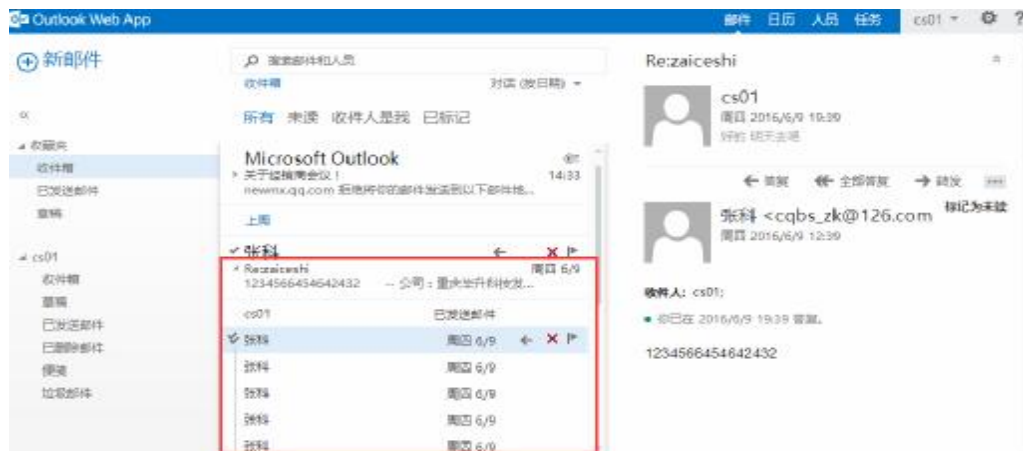 Outlook Web App
邮件 日历 人员 任务 cs01
新邮件
搜索邮件和人员
收件箱 对话 (按日期)
所有 未读 收件人是我 已标记
收藏夹
收件箱
已发送邮件
草稿
cs01
收件箱
草稿
已发送邮件
已删除邮件
便笺
垃圾邮件
Microsoft Outlook
关于经销商会议！ 14:33
newmx.qq.com 拒绝将你的邮件发送到以下邮件地...
上周
张科
Re:zaiceshi 周四 6/9
1234566454642432 -- 公司：重庆
cs01 已发送邮件
张科 周四 6/9
张科 周四 6/9
张科 周四 6/9
张科 周四 6/9
张科 周四 6/9
Re:zaiceshi
cs01
周四 2016/6/9 19:39
好的 明天去吧
答复 全部答复 转发 ...
标记为未读
张科 <cqbs_zk@126.com
周四 2016/6/9 12:39
收件人: cs01;
你已在 2016/6/9 19:39 答复。
1234566454642432